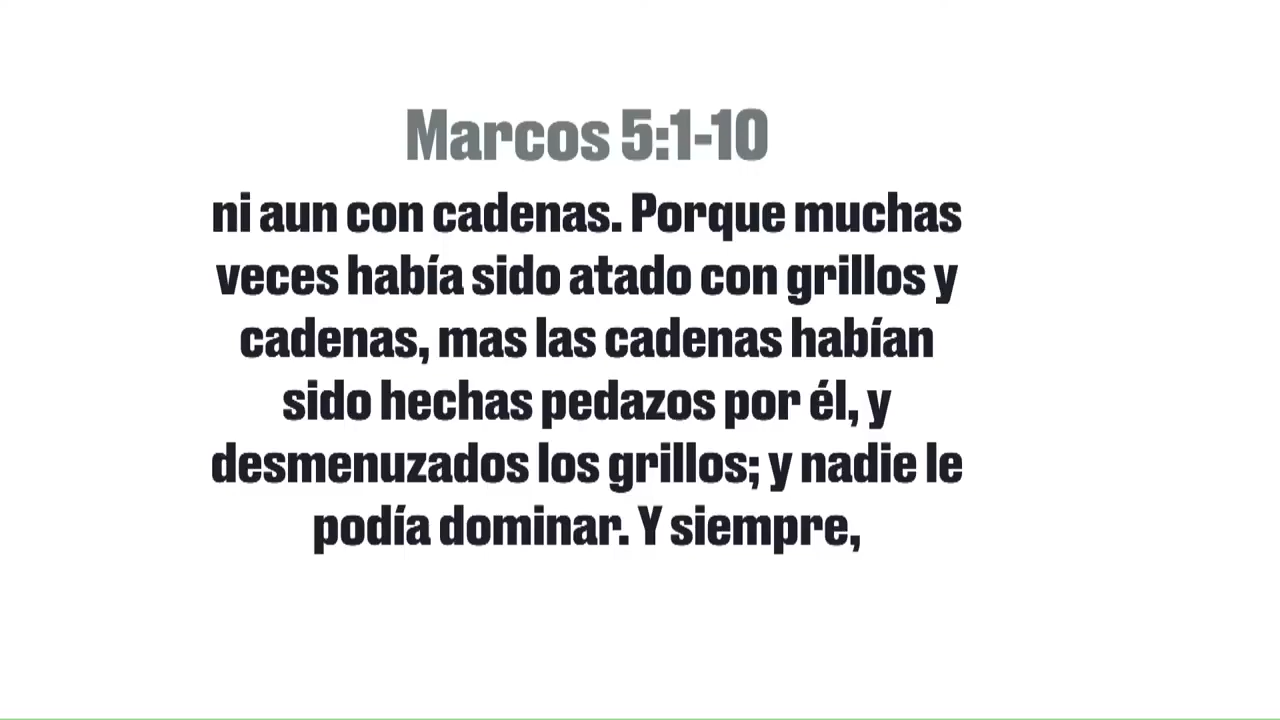 Marcos 5:1-10
ni aun con cadenas. Porque muchas
veces había sido atado con grillos y
cadenas, mas las cadenas habían
sido hechas pedazos por él, y
desmenuzados los grillos; y nadie le
podía dominar. Y siempre,